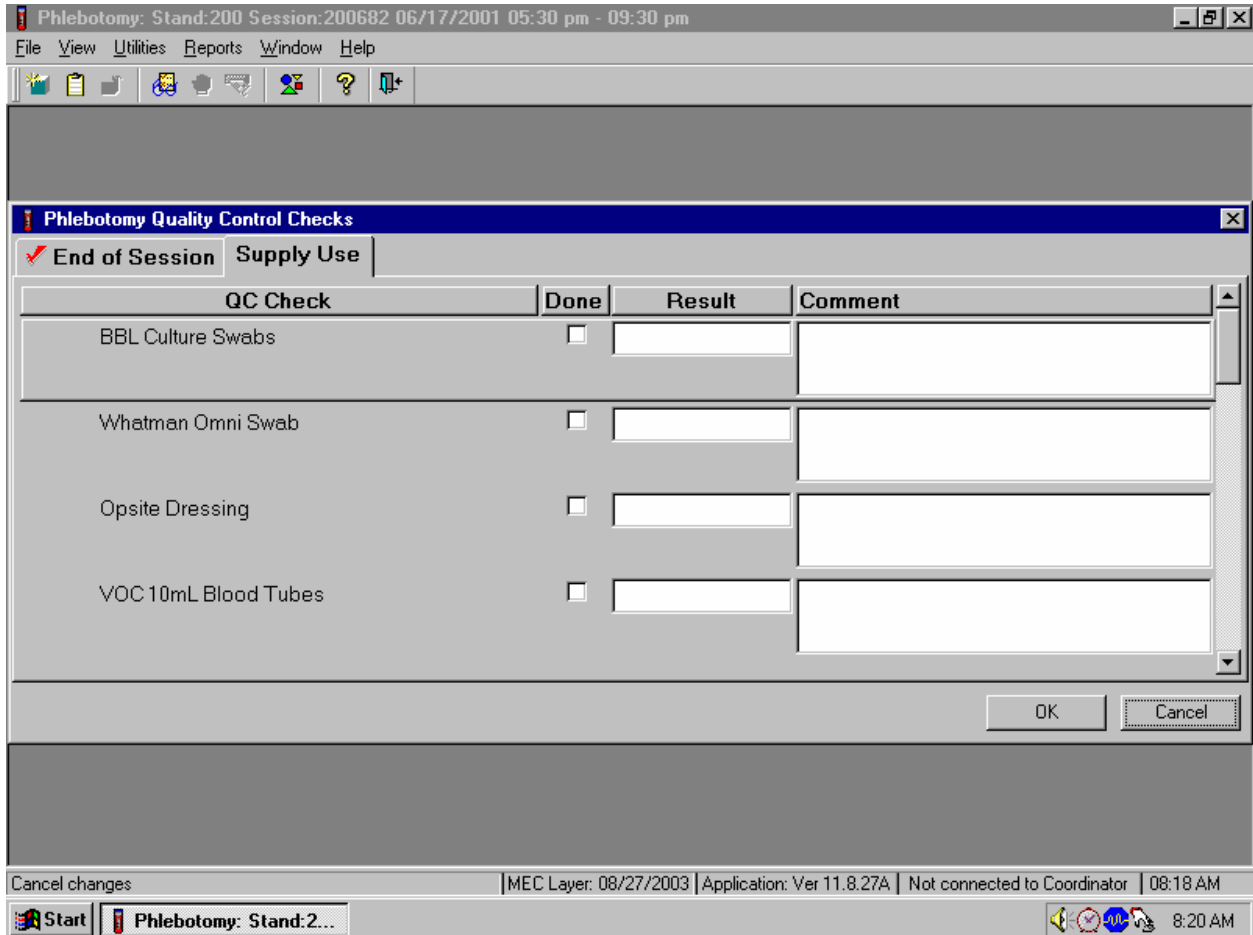 Phlebotomy: Stand:200 Session:200682 06/17/2001 05:30 pm - 09:30 pm
File View Utilities Reports Window Help
Phlebotomy Quality Control Checks
End of Session Supply Use
QC Check Done Result Comment
BBL Culture Swabs
Whatman Omni Swab
Opsite Dressing
VOC 10mL Blood Tubes
OK Cancel
Cancel changes MEC Layer: 08/27/2003 Application: Ver 11.8.27A Not connected to Coordinator 08:18 AM
Start Phlebotomy: Stand:2... 8:20 AM